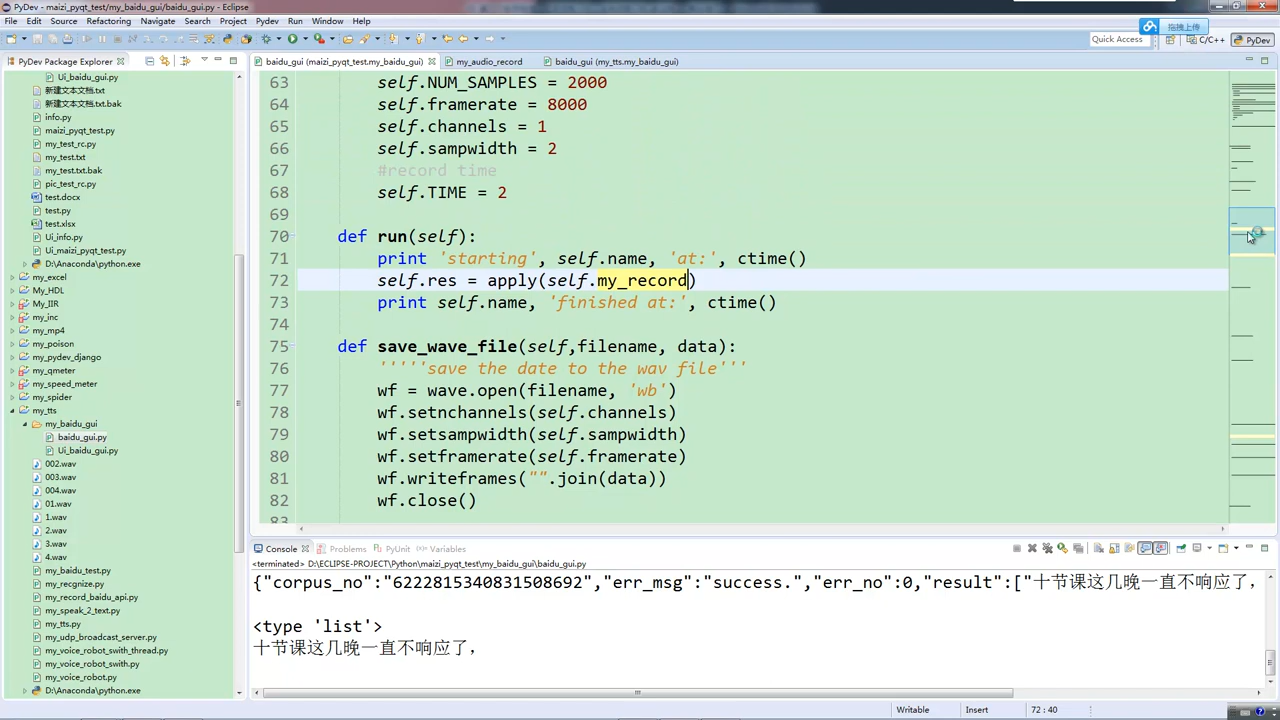 PyDev - maizi_pyqt_test/my_baidu_gui/baidu_gui.py - Eclipse
File Edit Source Refactoring Navigate Search Project Pydev Run Window Help
拖拽上传
Quick Access
C/C++
PyDev
PyDev Package Explorer
Ui_baidu_gui.py
新建文本文档.txt
新建文本文档.txt.bak
info.py
maizi_pyqt_test.py
my_test_rc.py
my_test.txt
my_test.txt.bak
pic_test_rc.py
test.docx
test.py
test.xlsx
Ui_info.py
Ui_maizi_pyqt_test.py
D:\Anaconda\python.exe
my_excel
My_HDL
My_IIR
my_inc
my_mp4
my_poison
my_pydev_django
my_qmeter
my_speed_meter
my_spider
my_tts
my_baidu_gui
baidu_gui.py
Ui_baidu_gui.py
002.wav
003.wav
004.wav
01.wav
1.wav
2.wav
3.wav
4.wav
my_baidu_test.py
my_recgnize.py
my_record_baidu_api.py
my_speak_2_text.py
my_tts.py
my_udp_broadcast_server.py
my_voice_robot_swith_thread.py
my_voice_robot_swith.py
my_voice_robot.py
D:\Anaconda\python.exe
baidu_gui (maizi_pyqt_test.my_baidu_gui)
my_audio_record
baidu_gui (my_tts.my_baidu_gui)
63 self.NUM_SAMPLES = 2000
64 self.framerate = 8000
65 self.channels = 1
66 self.sampwidth = 2
67 #record time
68 self.TIME = 2
69
70 def run(self):
71 print 'starting', self.name, 'at:', ctime()
72 self.res = apply(self.my_record)
73 print self.name, 'finished at:', ctime()
74
75 def save_wave_file(self,filename, data):
76 '''''save the date to the wav file'''
77 wf = wave.open(filename, 'wb')
78 wf.setnchannels(self.channels)
79 wf.setsampwidth(self.sampwidth)
80 wf.setframerate(self.framerate)
81 wf.writeframes("".join(data))
82 wf.close()
83
Console Problems PyUnit Variables
<terminated> D:\ECLIPSE-PROJECT\Python\maizi_pyqt_test\my_baidu_gui\baidu_gui.py
{"corpus_no":"6222815340831508692","err_msg":"success.","err_no":0,"result":["十节课这几晚一直不响应了，
<type 'list'>
十节课这几晚一直不响应了，
Writable Insert 72 : 40